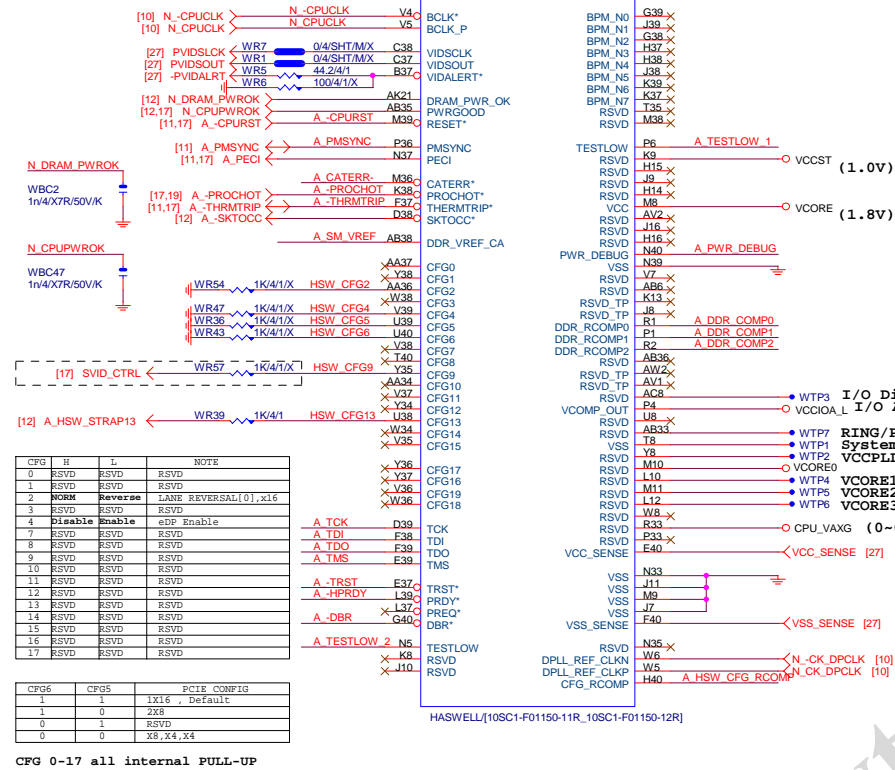 [10] N_-CPUCLK N_-CPUCLK V4 BCLK* BPM_N0 G39
[10] N_CPUCLK N_CPUCLK V5 BCLK_P BPM_N1 J39
BPM_N2 G38
[27] PVIDSLCK WR7 0/4/SHT/M/X C38 VIDSCLK BPM_N3 H37
[27] PVIDSOUT WR1 0/4/SHT/M/X C37 VIDSOUT BPM_N4 H38
[27] -PVIDALRT WR5 44.2/4/1 B37 VIDALERT* BPM_N5 J38
WR6 100/4/1/X BPM_N6 K39
BPM_N7 K37
[12] N_DRAM_PWROK AK21 DRAM_PWR_OK RSVD T35
[12,17] N_CPUPWROK AB35 PWRGOOD RSVD M38
[11,17] A_-CPURST A_-CPURST M39 RESET*
[11] A_PMSYNC A_PMSYNC P36 PMSYNC TESTLOW P6 A_TESTLOW_1
[11,17] A_PECI N37 PECI RSVD K9 VCCST (1.0V)
RSVD H15
A_CATERR- M36 CATERR* RSVD J9
[17,19] A_-PROCHOT A_-PROCHOT K38 PROCHOT* RSVD H14
[11,17] A_-THRMTRIP A_-THRMTRIP F37 THERMTRIP* VCC M8 VCORE (1.8V)
[12] A_-SKTOCC D38 SKTOCC* RSVD AV2
RSVD J16
A_SM_VREF AB38 DDR_VREF_CA RSVD H16
PWR_DEBUG N40 A_PWR_DEBUG
VSS N39
N_DRAM_PWROK
WBC2
1n/4/X7R/50V/K
N_CPUPWROK
WBC47
1n/4/X7R/50V/K
AA37 CFG0 RSVD V7
Y38 CFG1 RSVD AB6
WR54 1K/4/1/X HSW_CFG2 AA36 CFG2 RSVD_TP K13
W38 CFG3 RSVD_TP J8
WR47 1K/4/1/X HSW_CFG4 V39 CFG4 DDR_RCOMP0 R1 A_DDR_COMP0
WR36 1K/4/1/X HSW_CFG5 U39 CFG5 DDR_RCOMP1 P1 A_DDR_COMP1
WR43 1K/4/1/X HSW_CFG6 U40 CFG6 DDR_RCOMP2 R2 A_DDR_COMP2
V38 CFG7 RSVD AB36
T40 CFG8 RSVD_TP AW2
[17] SVID_CTRL WR57 1K/4/1/X HSW_CFG9 Y35 CFG9 RSVD_TP AV1
AA34 CFG10 RSVD AC8 WTP3 I/O Di
V37 CFG11 VCOMP_OUT P4 VCCIOA_L I/O
Y34 CFG12 RSVD U8
[12] A_HSW_STRAP13 WR39 1K/4/1 HSW_CFG13 U38 CFG13 RSVD AB33 WTP7 RING/
W34 CFG14 VSS T8 WTP1 System
V35 CFG15 RSVD Y8 WTP2 VCCPLL
RSVD M10 VCORE0
Y36 CFG17 RSVD L10 WTP4 VCORE1
Y37 CFG16 RSVD M11 WTP5 VCORE2
V36 CFG19 RSVD L12 WTP6 VCORE3
W36 CFG18 RSVD W8
RSVD R33 CPU_VAXG (0~
A_TCK D39 TCK RSVD P33
A_TDI F38 TDI VCC_SENSE E40 VCC_SENSE [27]
A_TDO F39 TDO
A_TMS E39 TMS
VSS N33
A_-TRST E37 TRST* VSS J11
A_-HPRDY L39 PRDY* VSS M9
L37 PREQ* VSS J7
A_-DBR G40 DBR* VSS_SENSE F40 VSS_SENSE [27]
A_TESTLOW_2 N5 TESTLOW RSVD N35
K8 RSVD DPLL_REF_CLKN W6 N_-CK_DPCLK [10]
J10 RSVD DPLL_REF_CLKP W5 N_CK_DPCLK [10]
CFG_RCOMP H40 A_HSW_CFG_RCOMP
HASWELL/[10SC1-F01150-11R_10SC1-F01150-12R]
CFG H L NOTE
0 RSVD RSVD RSVD
1 RSVD RSVD RSVD
2 NORM Reverse LANE REVERSAL[0],x16
3 RSVD RSVD RSVD
4 Disable Enable eDP Enable
7 RSVD RSVD RSVD
8 RSVD RSVD RSVD
9 RSVD RSVD RSVD
10 RSVD RSVD RSVD
11 RSVD RSVD RSVD
12 RSVD RSVD RSVD
13 RSVD RSVD RSVD
14 RSVD RSVD RSVD
15 RSVD RSVD RSVD
16 RSVD RSVD RSVD
17 RSVD RSVD RSVD
CFG6 CFG5 PCIE CONFIG
1 1 1X16 , Default
1 0 2X8
0 1 RSVD
0 0 X8,X4,X4
CFG 0-17 all internal PULL-UP